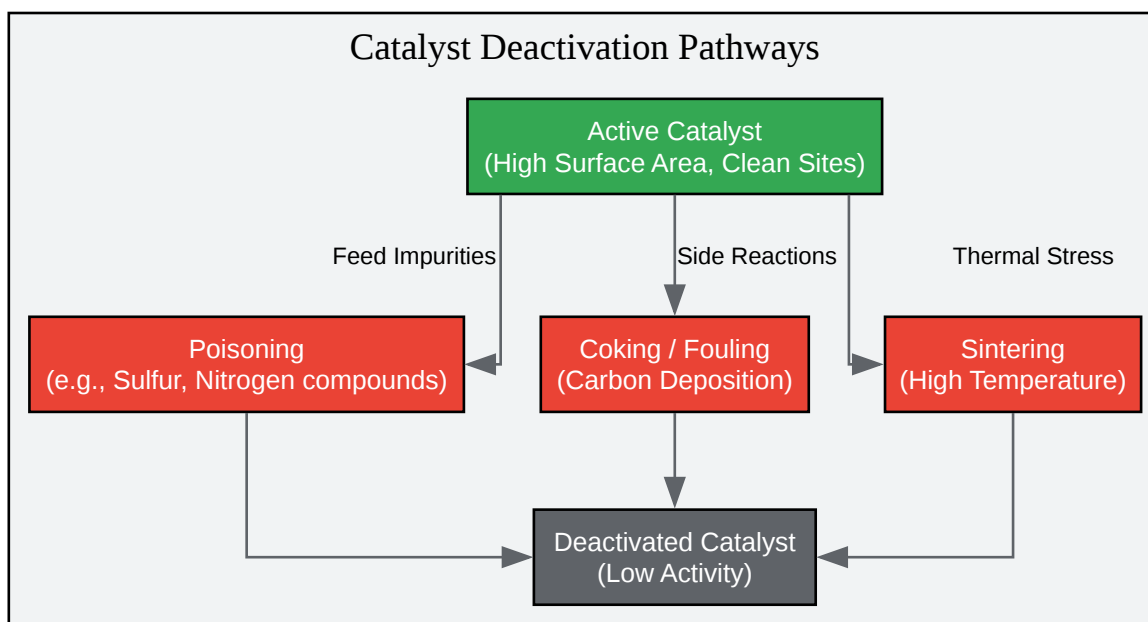 Catalyst Deactivation Pathways
Active Catalyst
(High Surface Area, Clean Sites)
Feed Impurities
Side Reactions
Thermal Stress
Poisoning
(e.g., Sulfur, Nitrogen compounds)
Coking / Fouling
(Carbon Deposition)
Sintering
(High Temperature)
Deactivated Catalyst
(Low Activity)